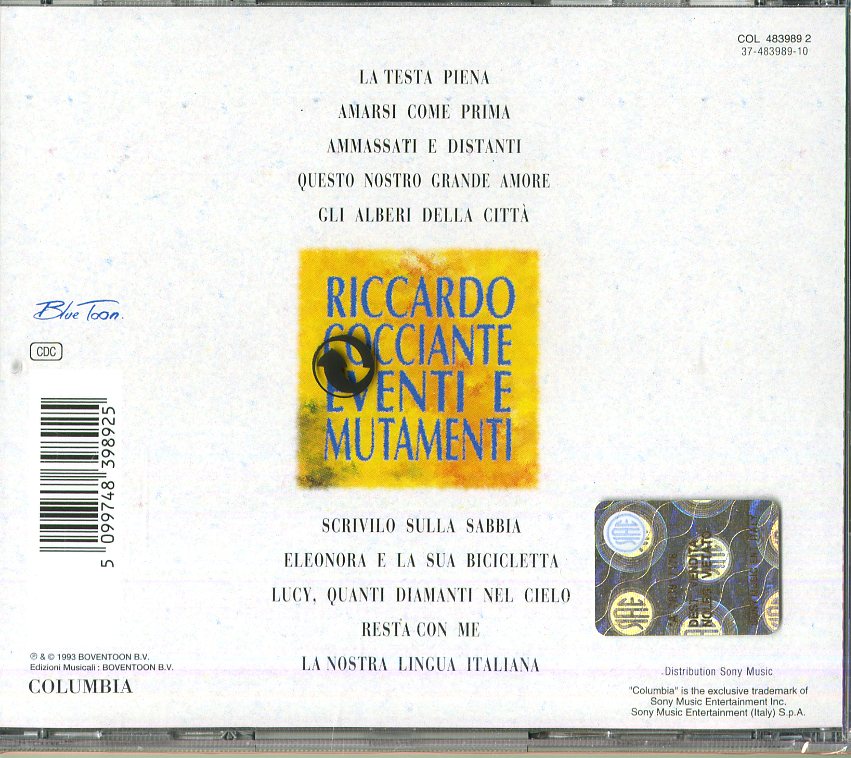 COL 483989 2
37-483989-10
LA TESTA PIENA
AMARSI COME PRIMA
AMMASSATI E DISTANTI
QUESTO NOSTRO GRANDE AMORE
GLI ALBERI DELLA CITTÀ
RICCARDO
COCCIANTE
EVENTI E
MUTAMENTI
Blue Toon.
CDC
5 099748 398925
SCRIVILO SULLA SABBIA
ELEONORA E LA SUA BICICLETTA
LUCY, QUANTI DIAMANTI NEL CIELO
RESTA CON ME
LA NOSTRA LINGUA ITALIANA
℗ & © 1993 BOVENTOON B.V.
Edizioni Musicali : BOVENTOON B.V.
COLUMBIA
SIAE
Distribution Sony Music
"Columbia" is the exclusive trademark of
Sony Music Entertainment Inc.
Sony Music Entertainment (Italy) S.p.A.